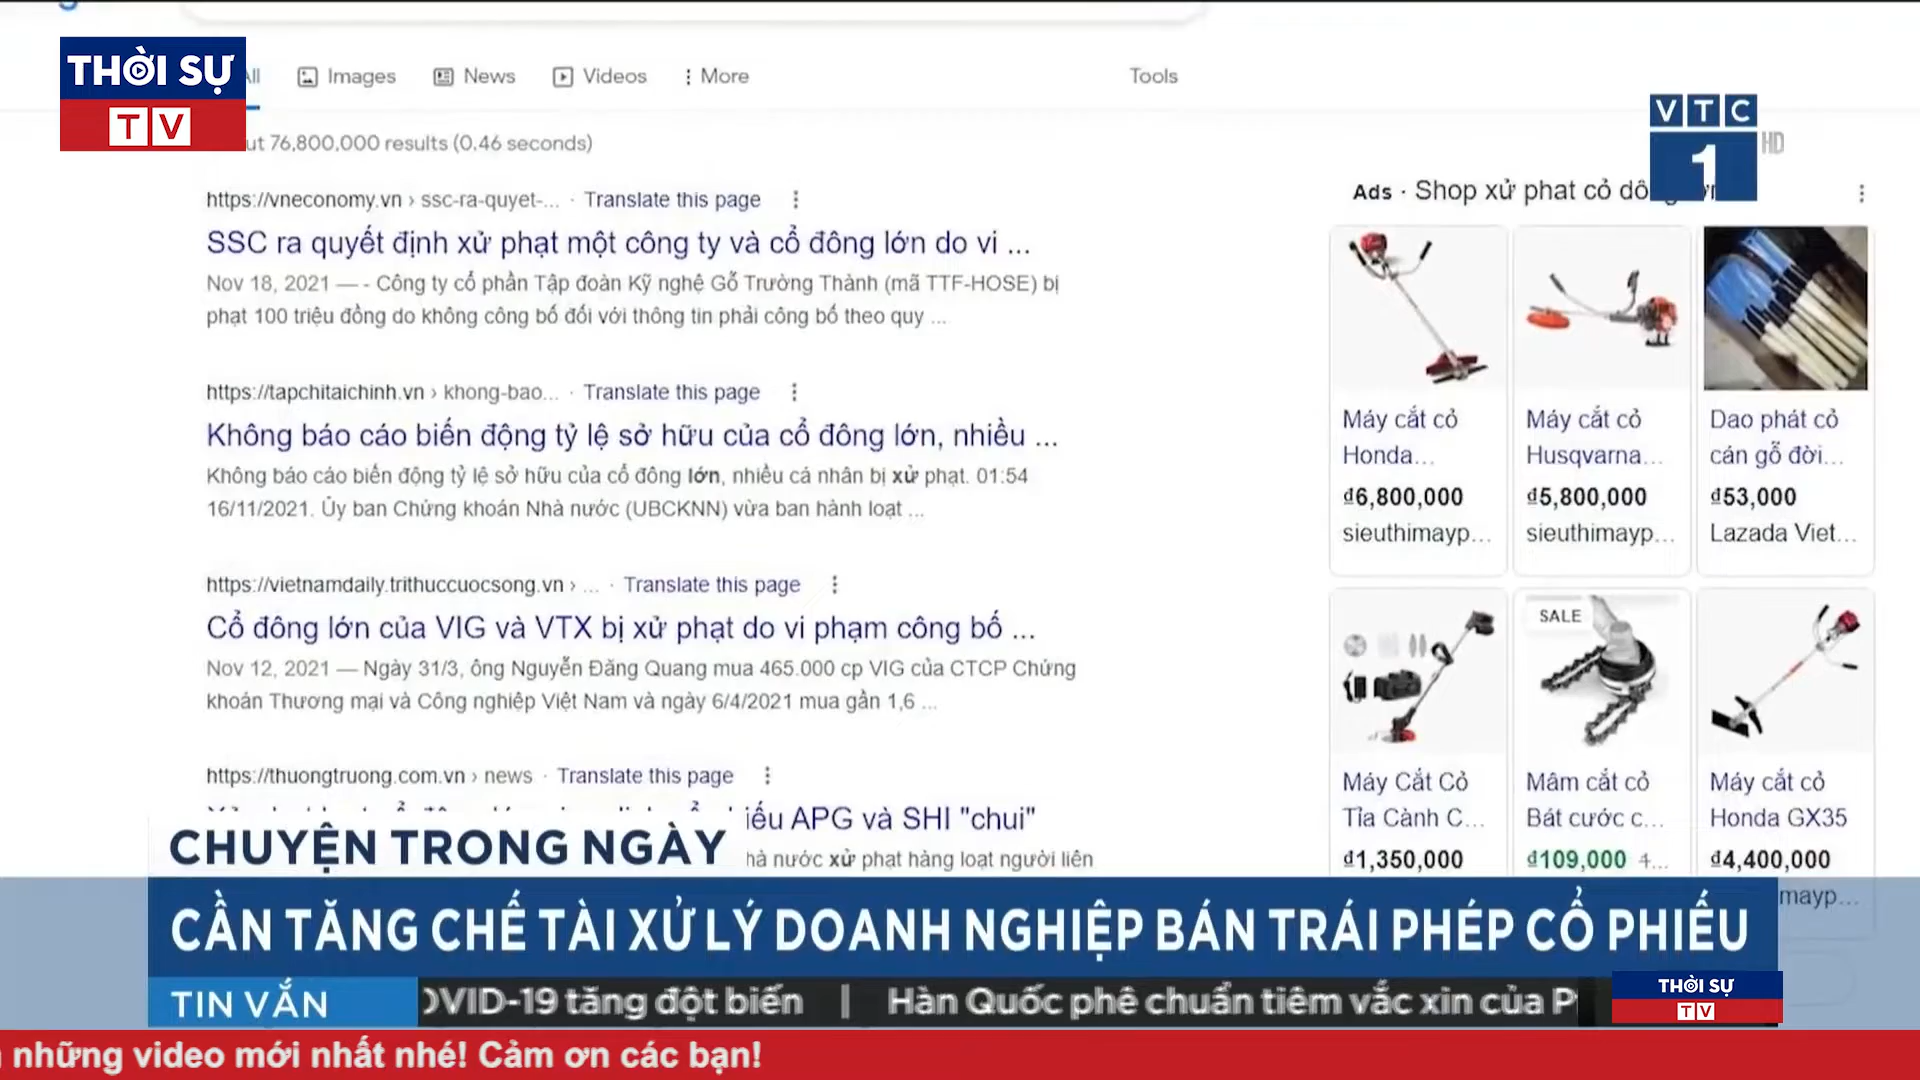 THỜI SỰ
TV
All Images News Videos More Tools
ut 76,800,000 results (0.46 seconds)
VTC
1
HD
https://vneconomy.vn › ssc-ra-quyet-... · Translate this page
SSC ra quyết định xử phạt một công ty và cổ đông lớn do vi ...
Nov 18, 2021 — - Công ty cổ phần Tập đoàn Kỹ nghệ Gỗ Trường Thành (mã TTF-HOSE) bị
phạt 100 triệu đồng do không công bố đối với thông tin phải công bố theo quy ...
https://tapchitaichinh.vn › khong-bao... · Translate this page
Không báo cáo biến động tỷ lệ sở hữu của cổ đông lớn, nhiều ...
Không báo cáo biến động tỷ lệ sở hữu của cổ đông lớn, nhiều cá nhân bị xử phạt. 01:54
16/11/2021. Ủy ban Chứng khoán Nhà nước (UBCKNN) vừa ban hành loạt ...
https://vietnamdaily.trithuccuocsong.vn › ... · Translate this page
Cổ đông lớn của VIG và VTX bị xử phạt do vi phạm công bố ...
Nov 12, 2021 — Ngày 31/3, ông Nguyễn Đăng Quang mua 465.000 cp VIG của CTCP Chứng
khoán Thương mại và Công nghiệp Việt Nam và ngày 6/4/2021 mua gần 1,6 ...
https://thuongtruong.com.vn › news · Translate this page
iếu APG và SHI "chui"
hà nước xử phạt hàng loạt người liên
Ads · Shop xử phat cỏ dô
Máy cắt cỏ
Honda...
₫6,800,000
sieuthimayp...
Máy cắt cỏ
Husqvarna...
₫5,800,000
sieuthimayp...
Dao phát cỏ
cán gỗ đời...
₫53,000
Lazada Viet...
Máy Cắt Cỏ
Tỉa Cành C...
₫1,350,000
SALE
Mâm cắt cỏ
Bát cước c...
₫109,000 4...
Máy cắt cỏ
Honda GX35
₫4,400,000
mayp...
CHUYỆN TRONG NGÀY
CẦN TĂNG CHẾ TÀI XỬ LÝ DOANH NGHIỆP BÁN TRÁI PHÉP CỔ PHIẾU
TIN VẮN
OVID-19 tăng đột biến | Hàn Quốc phê chuẩn tiêm vắc xin của P
THỜI SỰ
TV
những video mới nhất nhé! Cảm ơn các bạn!